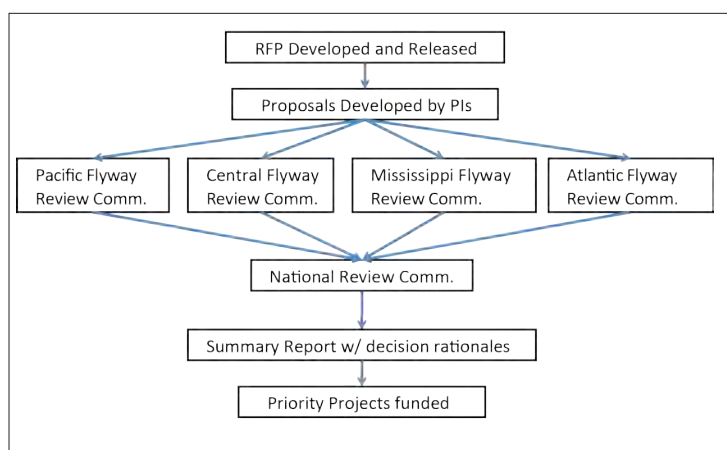 RFP Developed and Released
Proposals Developed by PIs
Pacific Flyway
Review Comm.
Central Flyway
Review Comm.
Mississippi Flyway
Review Comm.
Atlantic Flyway
Review Comm.
National Review Comm.
Summary Report w/ decision rationales
Priority Projects funded